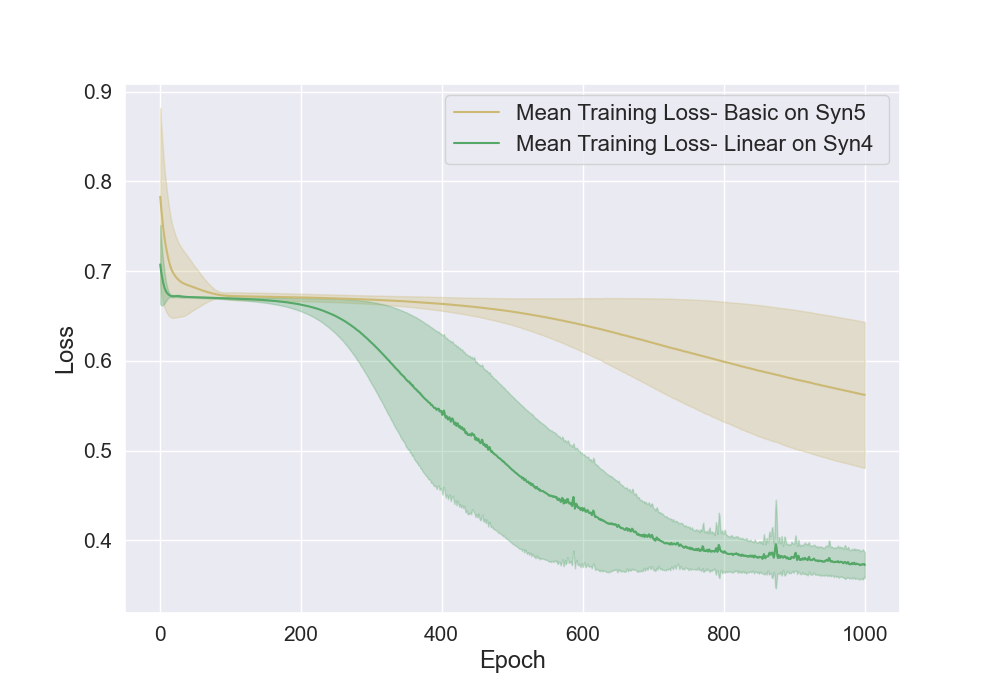 0.9
0.8
0.7
0.6
0.5
0.4
Loss
Mean Training Loss- Basic on Syn5
Mean Training Loss- Linear on Syn4
0 200 400 600 800 1000
Epoch